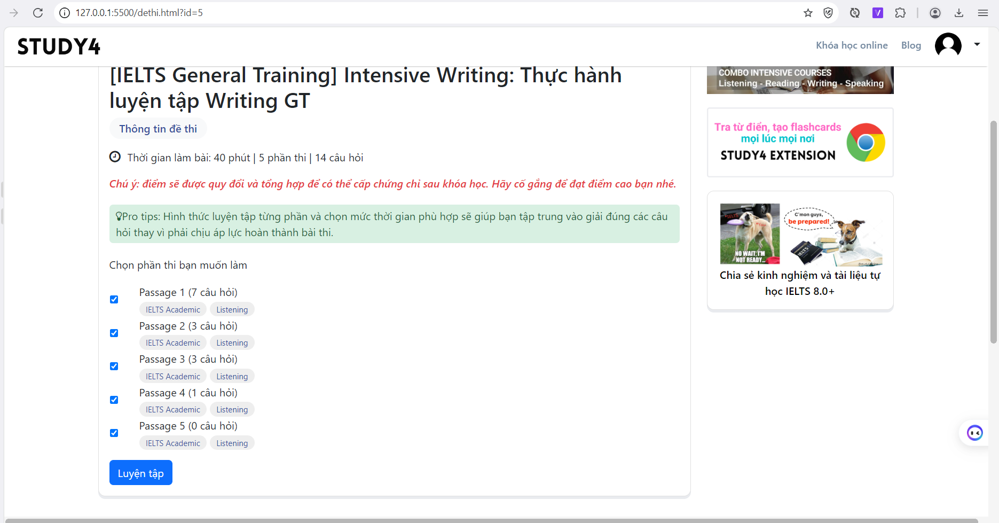 127.0.0.1:5500/dethi.html?id=5
STUDY4
Khóa học online
Blog
[IELTS General Training] Intensive Writing: Thực hành
luyện tập Writing GT
Thông tin đề thi
Thời gian làm bài: 40 phút | 5 phần thi | 14 câu hỏi
Chú ý: điểm sẽ được quy đổi và tổng hợp để có thể cấp chứng chỉ sau khóa học. Hãy cố gắng để đạt điểm cao bạn nhé.
Pro tips: Hình thức luyện tập từng phần và chọn mức thời gian phù hợp sẽ giúp bạn tập trung vào giải đúng các câu
hỏi thay vì phải chịu áp lực hoàn thành bài thi.
Chọn phần thi bạn muốn làm
Passage 1 (7 câu hỏi)
IELTS Academic
Listening
Passage 2 (3 câu hỏi)
IELTS Academic
Listening
Passage 3 (3 câu hỏi)
IELTS Academic
Listening
Passage 4 (1 câu hỏi)
IELTS Academic
Listening
Passage 5 (0 câu hỏi)
IELTS Academic
Listening
Luyện tập
COMBO INTENSIVE COURSES
Listening - Reading - Writing - Speaking
Tra từ điển, tạo flashcards
mọi lúc mọi nơi
STUDY4 EXTENSION
*IELTS
*You
NO WAIT, I'M
NOT READY...
C'mon guys,
be prepared!
IELTS
Chia sẻ kinh nghiệm và tài liệu tự
học IELTS 8.0+